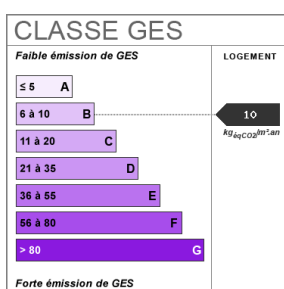 CLASSE GES
Faible émission de GES
LOGEMENT
≤ 5 A
6 à 10 B
10
kgéqCO2/m².an
11 à 20 C
21 à 35 D
36 à 55 E
56 à 80 F
> 80 G
Forte émission de GES